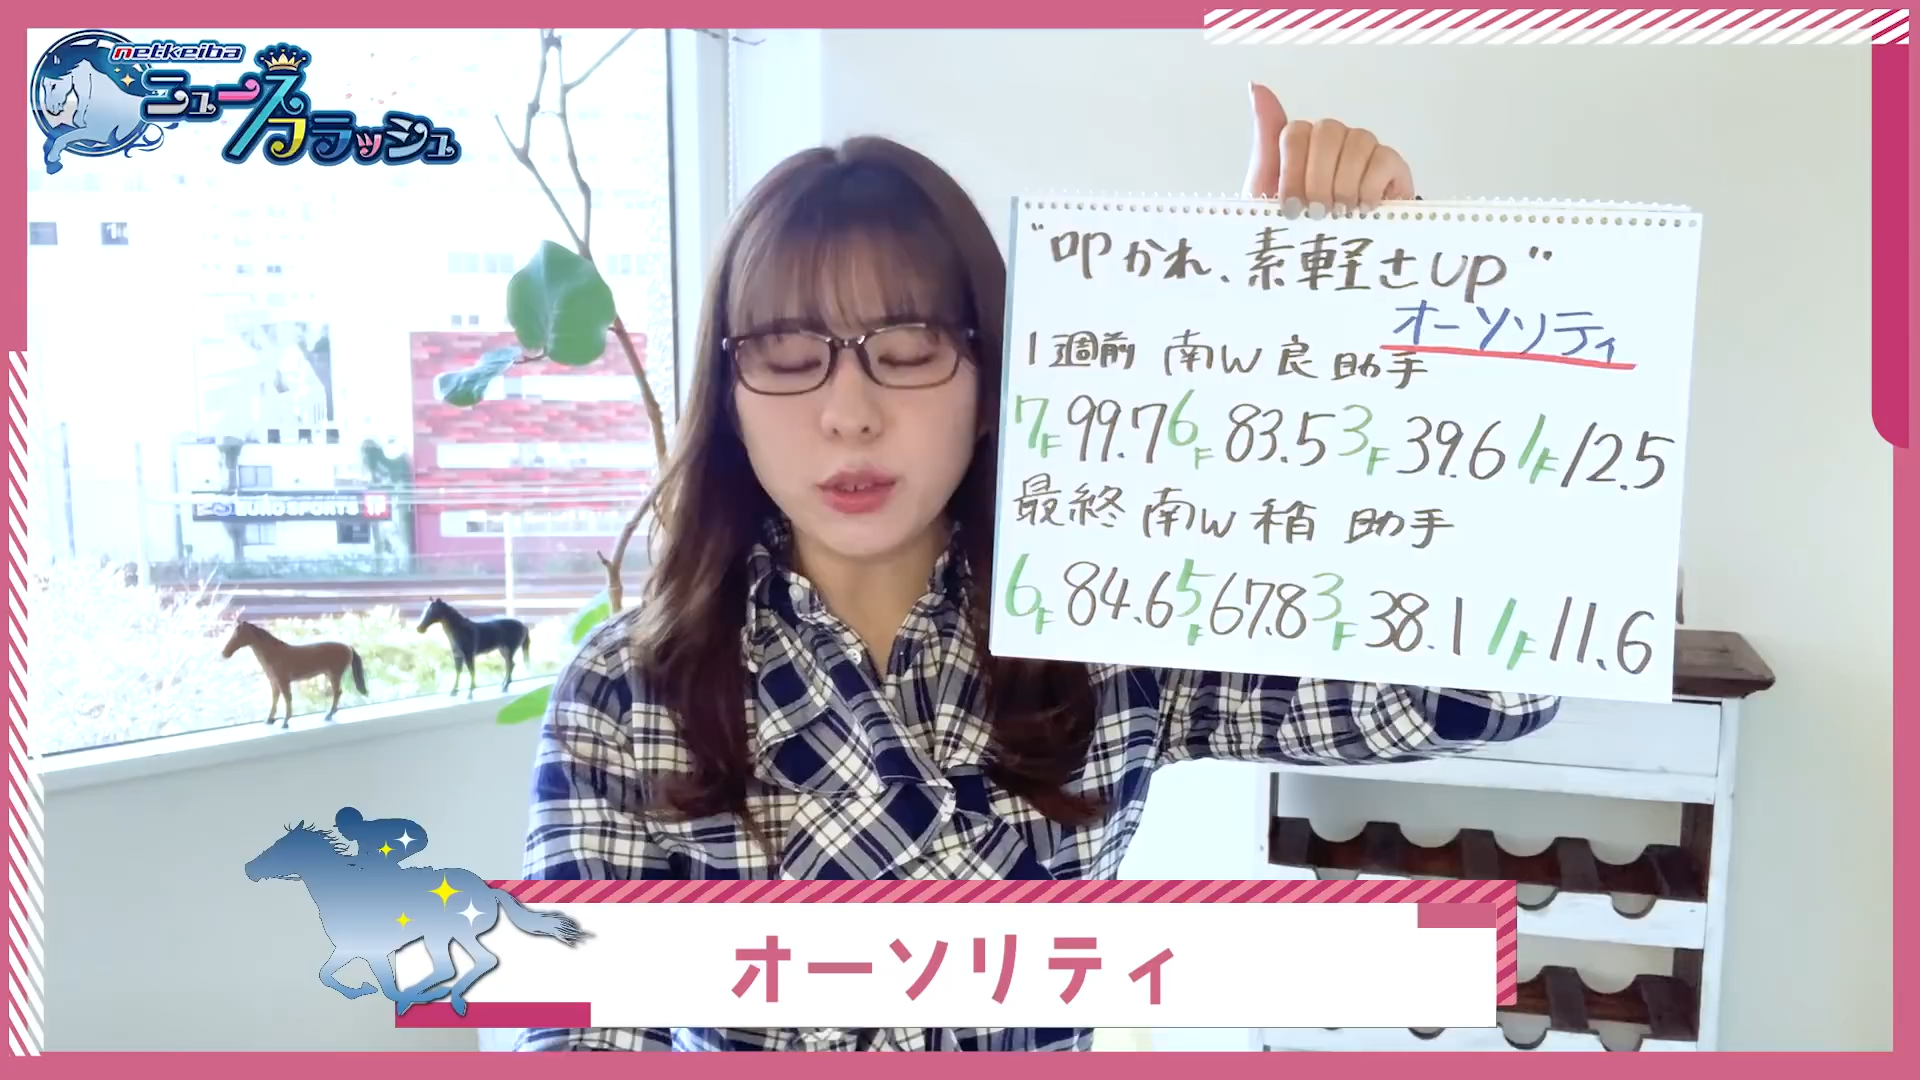 netkeiba
ニュースフラッシュ
"叩かれ、素軽さUP"
オーソリティ
1週前 南W 良 助手
7F 99.7 6F 83.5 3F 39.6 1F 12.5
最終 南W 稍 助手
6F 84.6 5F 67.8 3F 38.1 1F 11.6
EUROSPORTS
オーソリティ